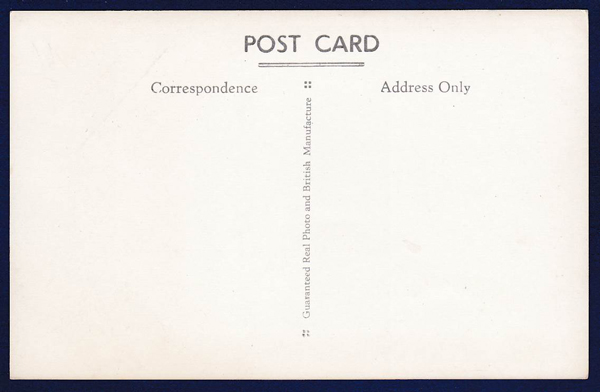 POST CARD
Correspondence
Address Only
Guaranteed Real Photo and British Manufacture